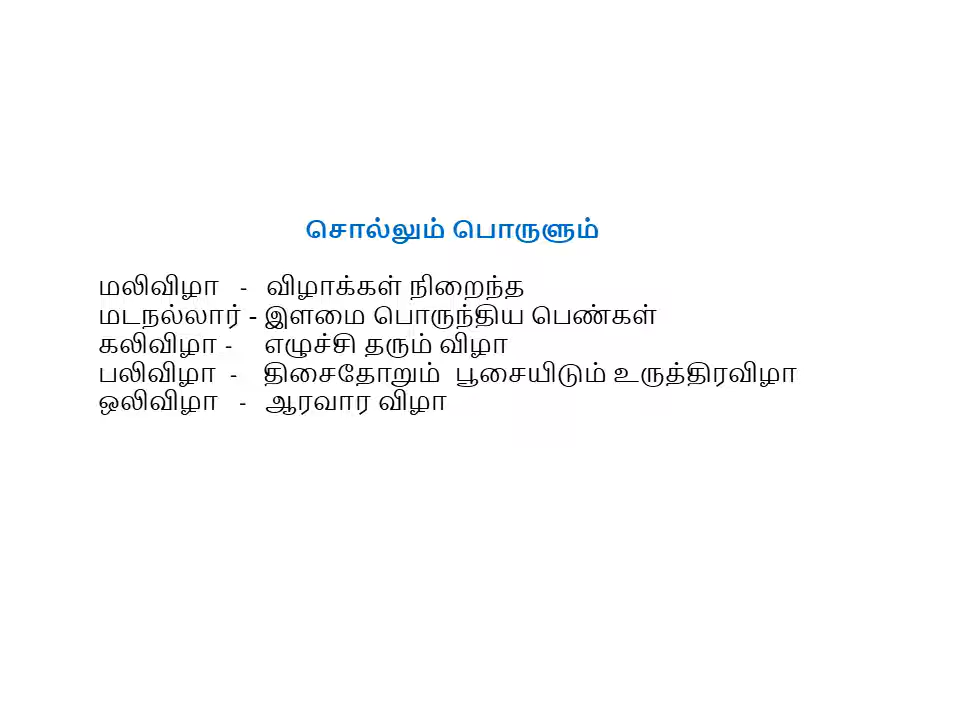 சொல்லும் பொருளும்
மலிவிழா - விழாக்கள் நிறைந்த
மடநல்லார் - இளமை பொருந்திய பெண்கள்
கலிவிழா - எழுச்சி தரும் விழா
பலிவிழா - திசைதோறும் பூசையிடும் உருத்திரவிழா
ஒலிவிழா - ஆரவார விழா